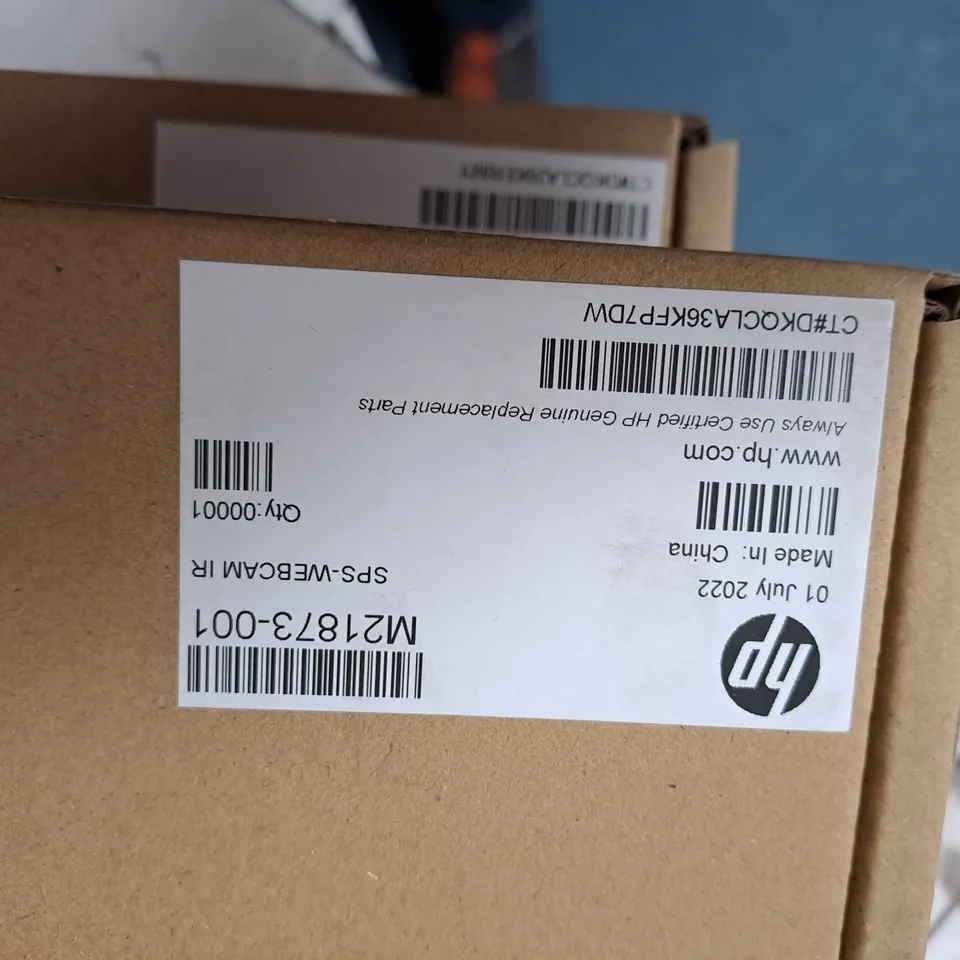 hp
M21873-001
SPS-WEBCAM IR
01 July 2022
Made In: China
Qty:00001
www.hp.com
Always Use Certified HP Genuine Replacement Parts
CT#DKQCLA36KFP7DW